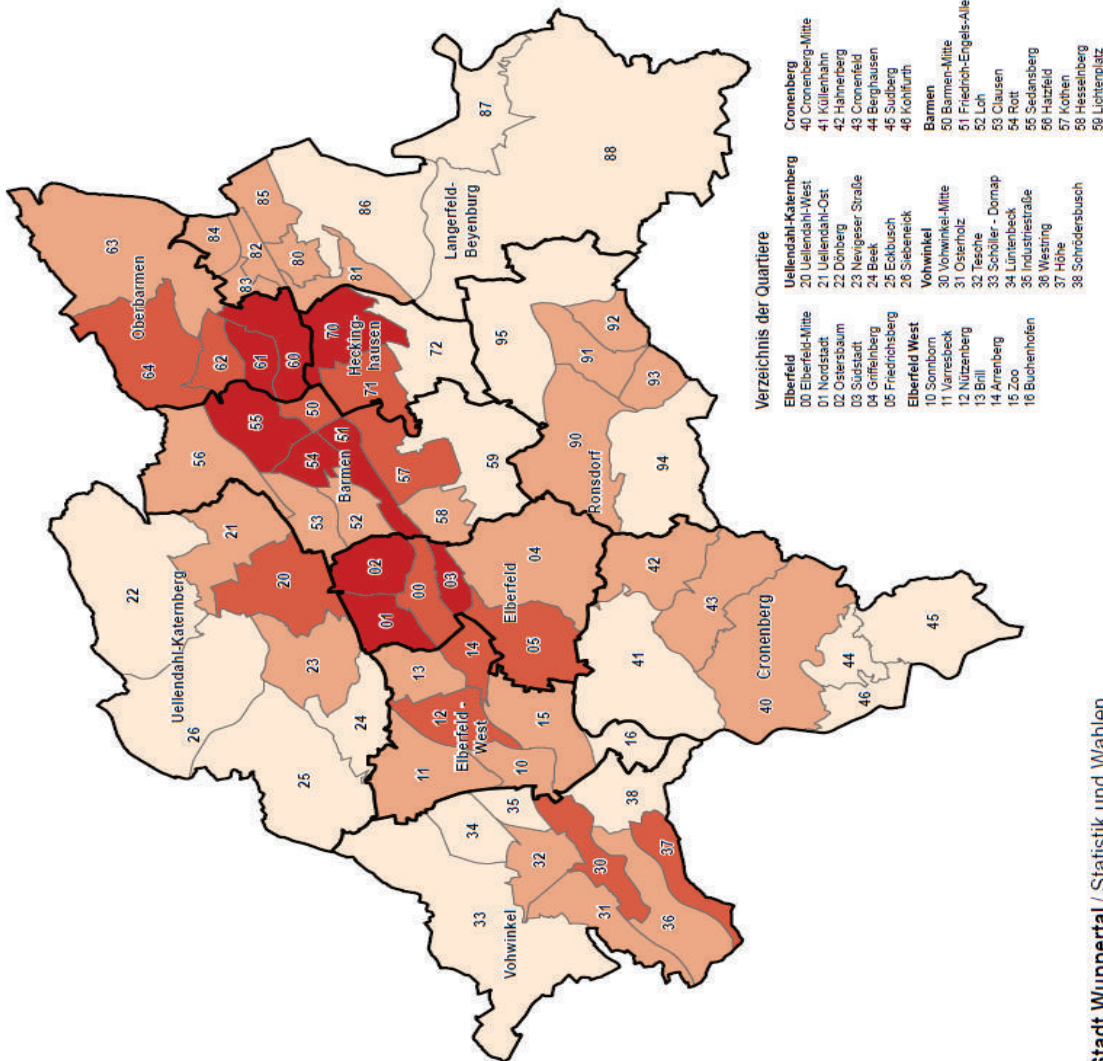 63
84
85
83
82
Oberbarmen
64
62
80
86
81
61
60
70
Hecking-
hausen
71
72
Langerfeld-
Beyenburg
87
88
95
91
92
93
90
Ronsdorf
94
56
55
50
54
51
Barmen
53
52
57
58
59
22
21
Uellendahl-Katernberg
20
26
23
24
25
02
01
00
03
04
Elberfeld
05
14
13
12
Elberfeld -
West
11
10
15
16
42
41
43
Cronenberg
40
44
45
46
35
34
38
32
33
Vohwinkel
30
31
37
36
Verzeichnis der Quartiere
Elberfeld
00 Elberfeld-Mitte
01 Nordstadt
02 Ostersbaum
03 Südstadt
04 Grifflenberg
05 Friedrichsberg
Elberfeld West
10 Sonnborn
11 Varresbeck
12 Nützenberg
13 Brill
14 Arrenberg
15 Zoo
16 Buchenhofen
Uellendahl-Katernberg
20 Uellendahl-West
21 Uellendahl-Ost
22 Dönberg
23 Nevigeser Straße
24 Beek
25 Eckbusch
26 Siebeneick
Vohwinkel
30 Vohwinkel-Mitte
31 Osterholz
32 Tesche
33 Schöller - Dornap
34 Lüntenbeck
35 Industriestraße
36 Westring
37 Höhe
38 Schrödersbusch
Cronenberg
40 Cronenberg-Mitte
41 Küllenhahn
42 Hahnerberg
43 Cronenfeld
44 Berghausen
45 Sudberg
46 Kohlfurth
Barmen
50 Barmen-Mitte
51 Friedrich-Engels-Alle
52 Loh
53 Clausen
54 Rott
55 Sedansberg
56 Hatzfeld
57 Kothen
58 Hesselnberg
59 Lichtenplatz
Stadt Wuppertal / Statistik und Wahlen